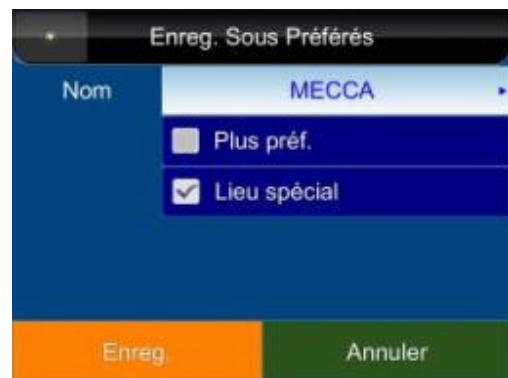 Enreg. Sous Préférés
Nom MECCA
Plus préf.
Lieu spécial
Enreg. Annuler